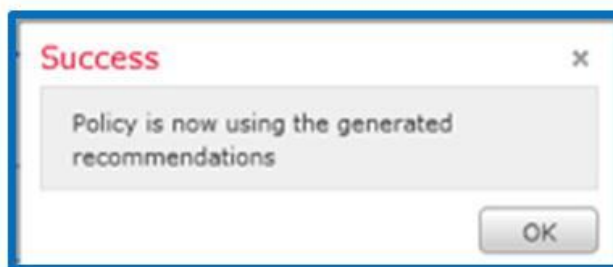 Success
Policy is now using the generated
recommendations
OK